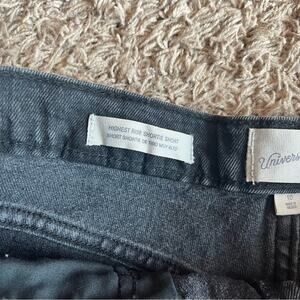 HIGHEST RISE SHORTIE SHORT
SHORT SHORTIE DE TIRO MUY ALTO
Univers
10